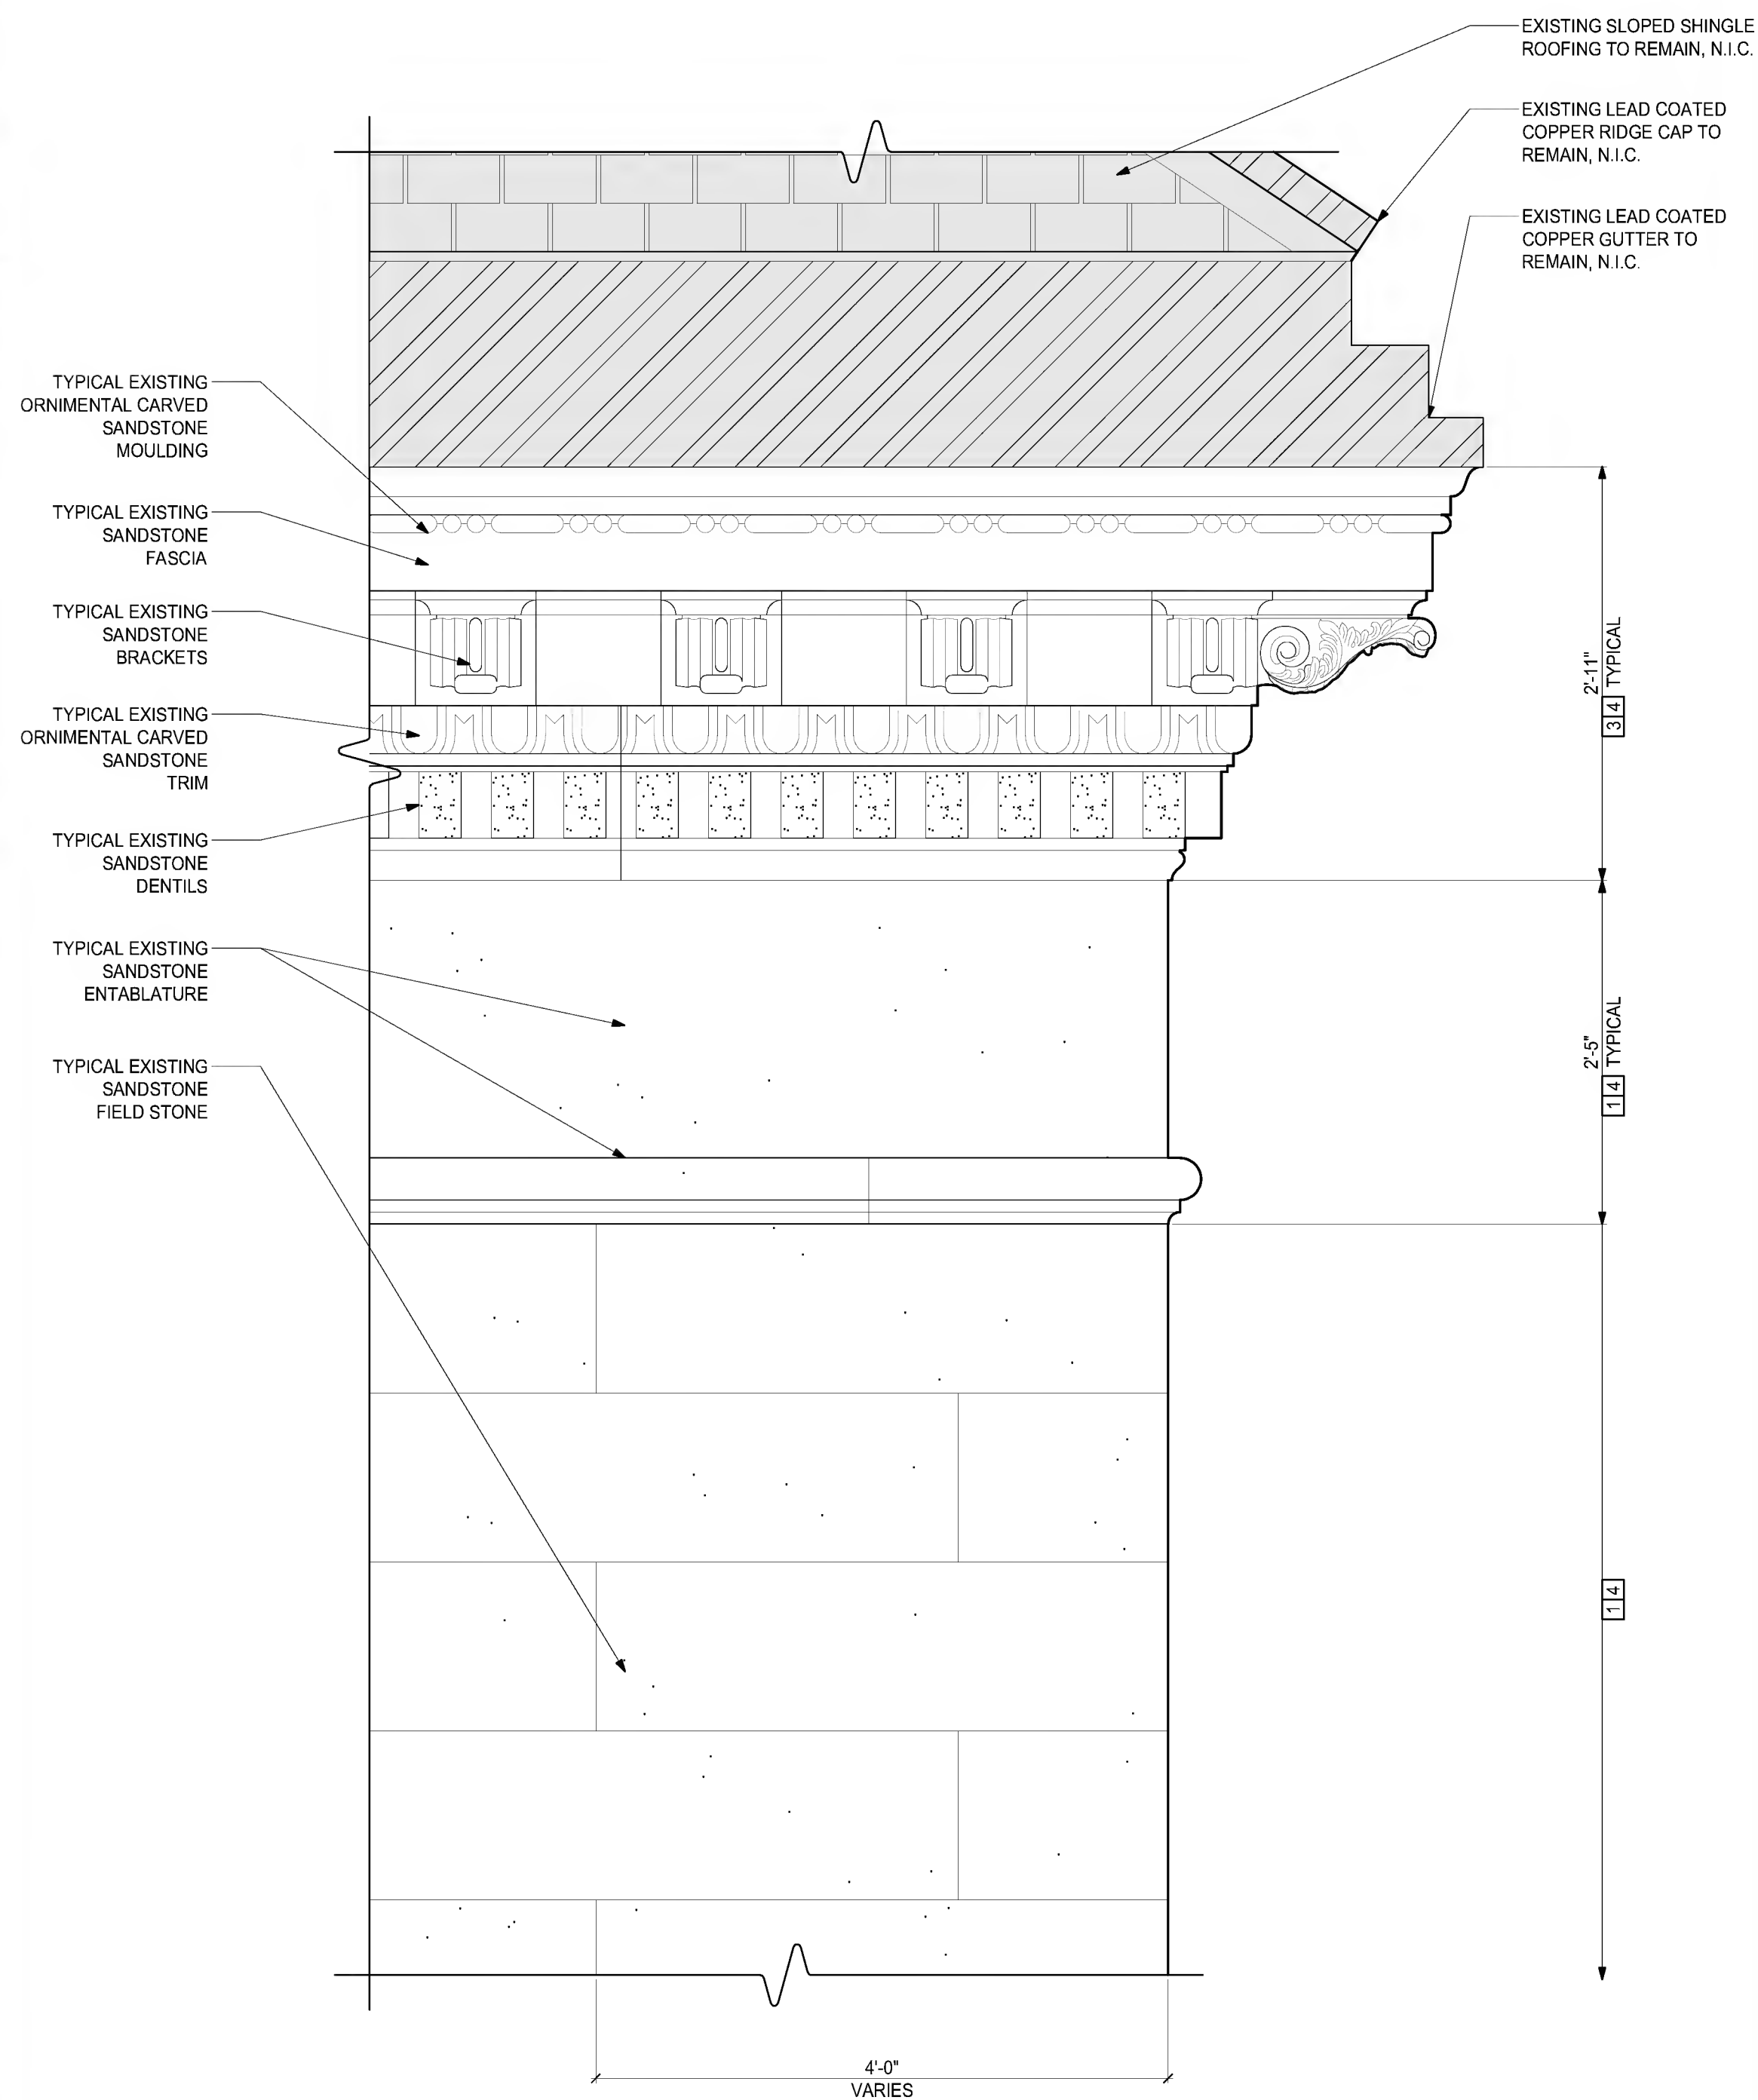 EXISTING SLOPED SHINGLE
ROOFING TO REMAIN, N.I.C.
EXISTING LEAD COATED
COPPER RIDGE CAP TO
REMAIN, N.I.C.
EXISTING LEAD COATED
COPPER GUTTER TO
REMAIN, N.I.C.
TYPICAL EXISTING
ORNIMENTAL CARVED
SANDSTONE
MOULDING
TYPICAL EXISTING
SANDSTONE
FASCIA
TYPICAL EXISTING
SANDSTONE
BRACKETS
TYPICAL EXISTING
ORNIMENTAL CARVED
SANDSTONE
TRIM
TYPICAL EXISTING
SANDSTONE
DENTILS
TYPICAL EXISTING
SANDSTONE
ENTABLATURE
TYPICAL EXISTING
SANDSTONE
FIELD STONE
2'-11"
3 4 TYPICAL
2'-5"
1 4 TYPICAL
1 4
4'-0"
VARIES